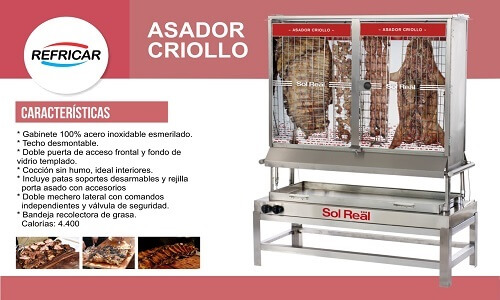 REFRICAR
ASADOR
CRIOLLO
CARACTERÍSTICAS
* Gabinete 100% acero inoxidable esmerilado.
* Techo desmontable.
* Doble puerta de acceso frontal y fondo de
vidrio templado.
* Cocción sin humo, ideal interiores.
* Incluye patas soportes desarmables y rejilla
porta asado con accesorios
* Doble mechero lateral con comandos
independientes y válvula de seguridad.
* Bandeja recolectora de grasa.
Calorías: 4.400
- ASADOR CRIOLLO -
- ASADOR CRIOLLO -
Sol Reäl
Sol Reäl
Sol Reäl